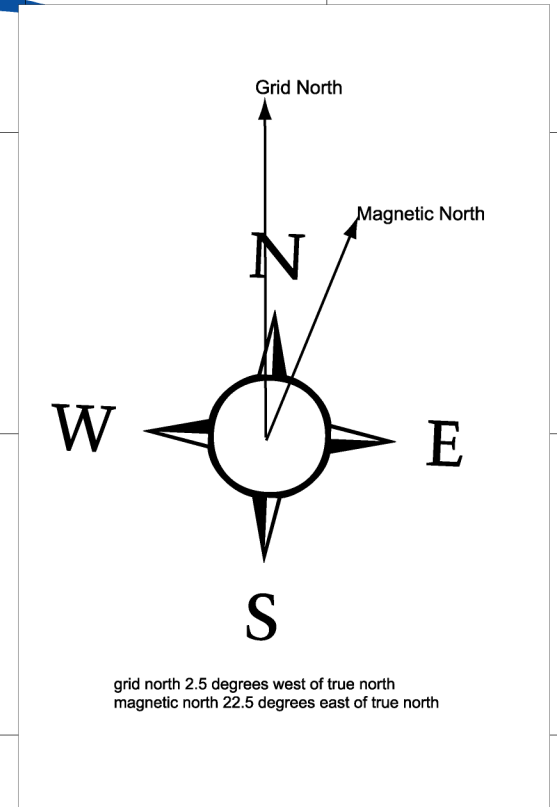 Grid North
Magnetic North
N
W
E
S
grid north 2.5 degrees west of true north
magnetic north 22.5 degrees east of true north